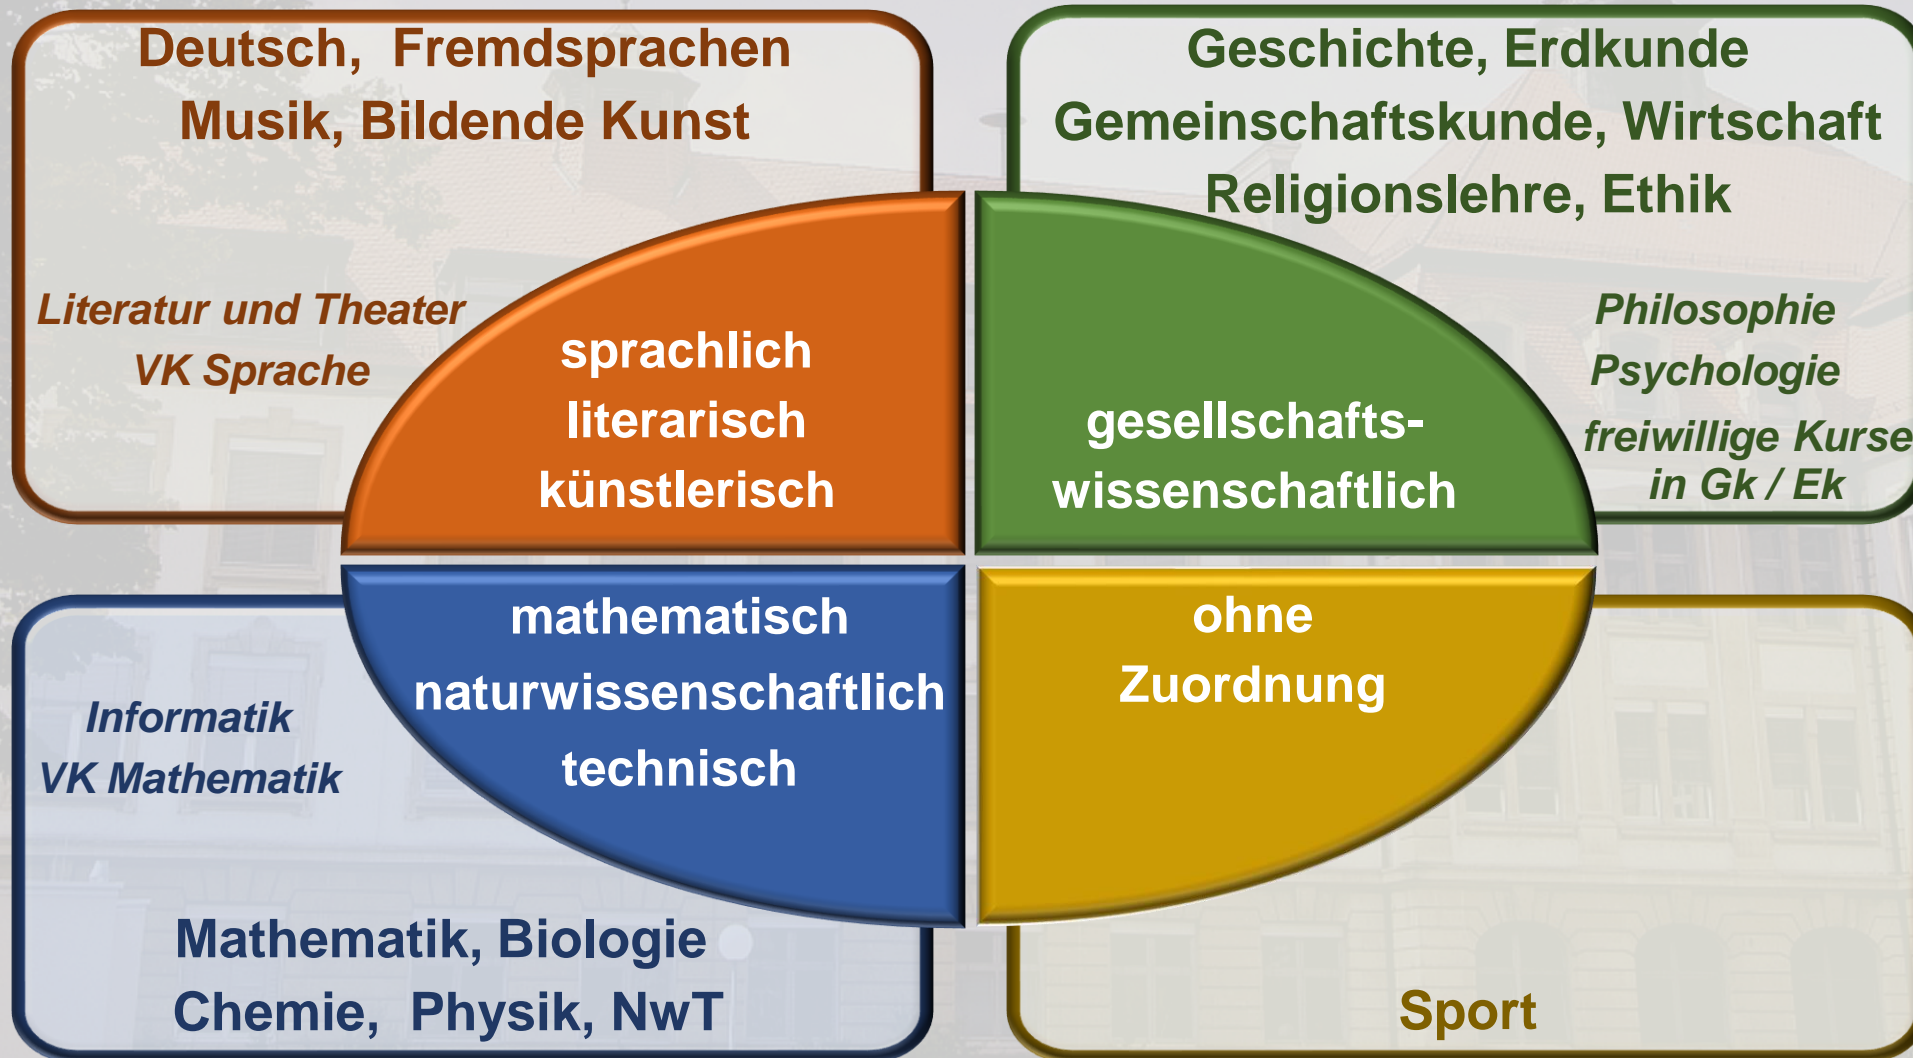 Deutsch, Fremdsprachen
Musik, Bildende Kunst
Literatur und Theater
VK Sprache
sprachlich
literarisch
künstlerisch
Geschichte, Erdkunde
Gemeinschaftskunde, Wirtschaft
Religionslehre, Ethik
Philosophie
Psychologie
freiwillige Kurse
in Gk / Ek
gesellschafts-
wissenschaftlich
mathematisch
naturwissenschaftlich
technisch
Informatik
VK Mathematik
Mathematik, Biologie
Chemie, Physik, NwT
ohne
Zuordnung
Sport